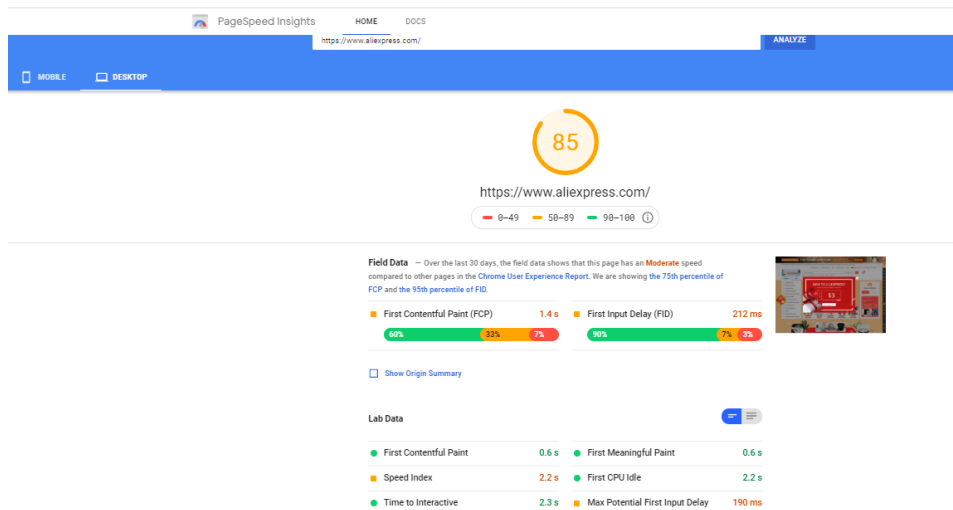 PageSpeed Insights HOME DOCS
https://www.aliexpress.com/ ANALYZE
MOBILE DESKTOP
85
https://www.aliexpress.com/
0–49 50–89 90–100
Field Data — Over the last 30 days, the field data shows that this page has an Moderate speed
compared to other pages in the Chrome User Experience Report. We are showing the 75th percentile of
FCP and the 95th percentile of FID.
First Contentful Paint (FCP) 1.4 s First Input Delay (FID) 212 ms
60% 33% 7% 90% 7% 3%
Show Origin Summary
Lab Data
First Contentful Paint 0.6 s First Meaningful Paint 0.6 s
Speed Index 2.2 s First CPU Idle 2.2 s
Time to Interactive 2.3 s Max Potential First Input Delay 190 ms
$3